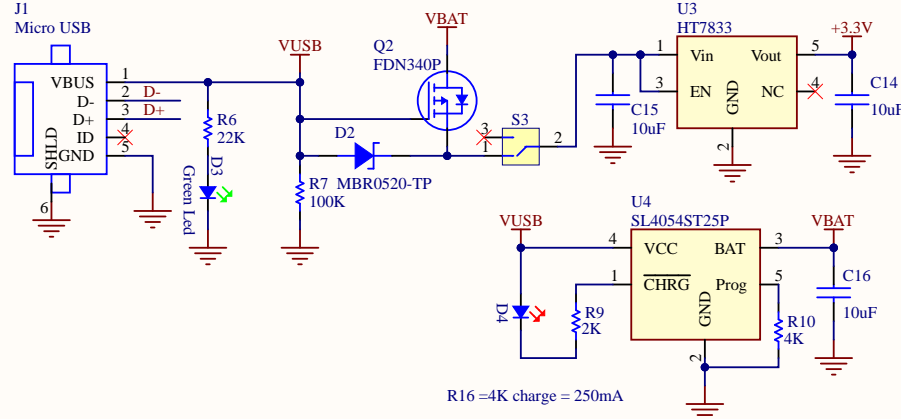 J1
Micro USB
VBUS
D-
D+
ID
GND
SHLD
1
2
3
4
5
6
D-
D+
R6
22K
D3
Green Led
VUSB
R7
100K
D2
MBR0520-TP
Q2
FDN340P
VBAT
S3
3
1
2
C15
10uF
U3
HT7833
1
Vin
Vout
5
3
EN
NC
4
GND
2
+3.3V
C14
10uF
VUSB
D4
R9
2K
U4
SL4054ST25P
4
VCC
BAT
3
1
CHRG
Prog
5
GND
2
R10
4K
VBAT
C16
10uF
R16 =4K charge = 250mA